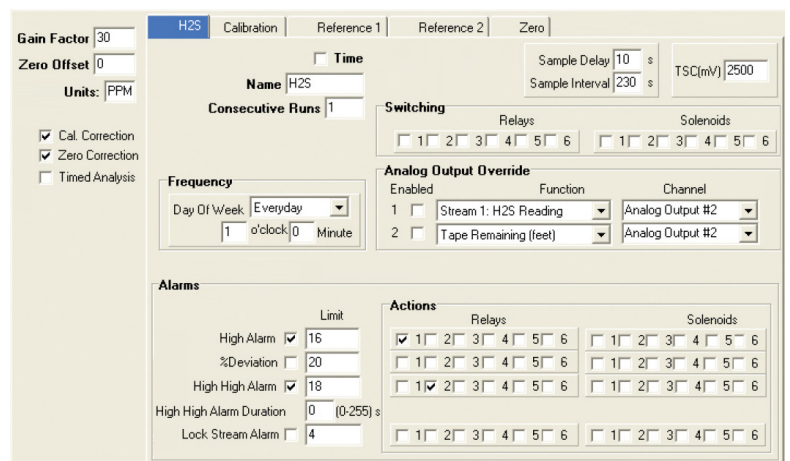 H2S Calibration Reference 1 Reference 2 Zero
Gain Factor 30
Zero Offset 0
Units: PPM
Cal. Correction
Zero Correction
Timed Analysis
Time
Name H2S
Consecutive Runs 1
Sample Delay 10 s
Sample Interval 230 s
TSC(mV) 2500
Switching
Relays Solenoids
1 2 3 4 5 6 1 2 3 4 5 6
Frequency
Day Of Week Everyday
1 o'clock 0 Minute
Analog Output Override
Enabled Function Channel
1 Stream 1: H2S Reading Analog Output #2
2 Tape Remaining (feet) Analog Output #2
Alarms
Limit
Actions
Relays Solenoids
High Alarm 16 1 2 3 4 5 6 1 2 3 4 5 6
%Deviation 20 1 2 3 4 5 6 1 2 3 4 5 6
High High Alarm 18 1 2 3 4 5 6 1 2 3 4 5 6
High High Alarm Duration 0 (0-255) s
Lock Stream Alarm 4 1 2 3 4 5 6 1 2 3 4 5 6